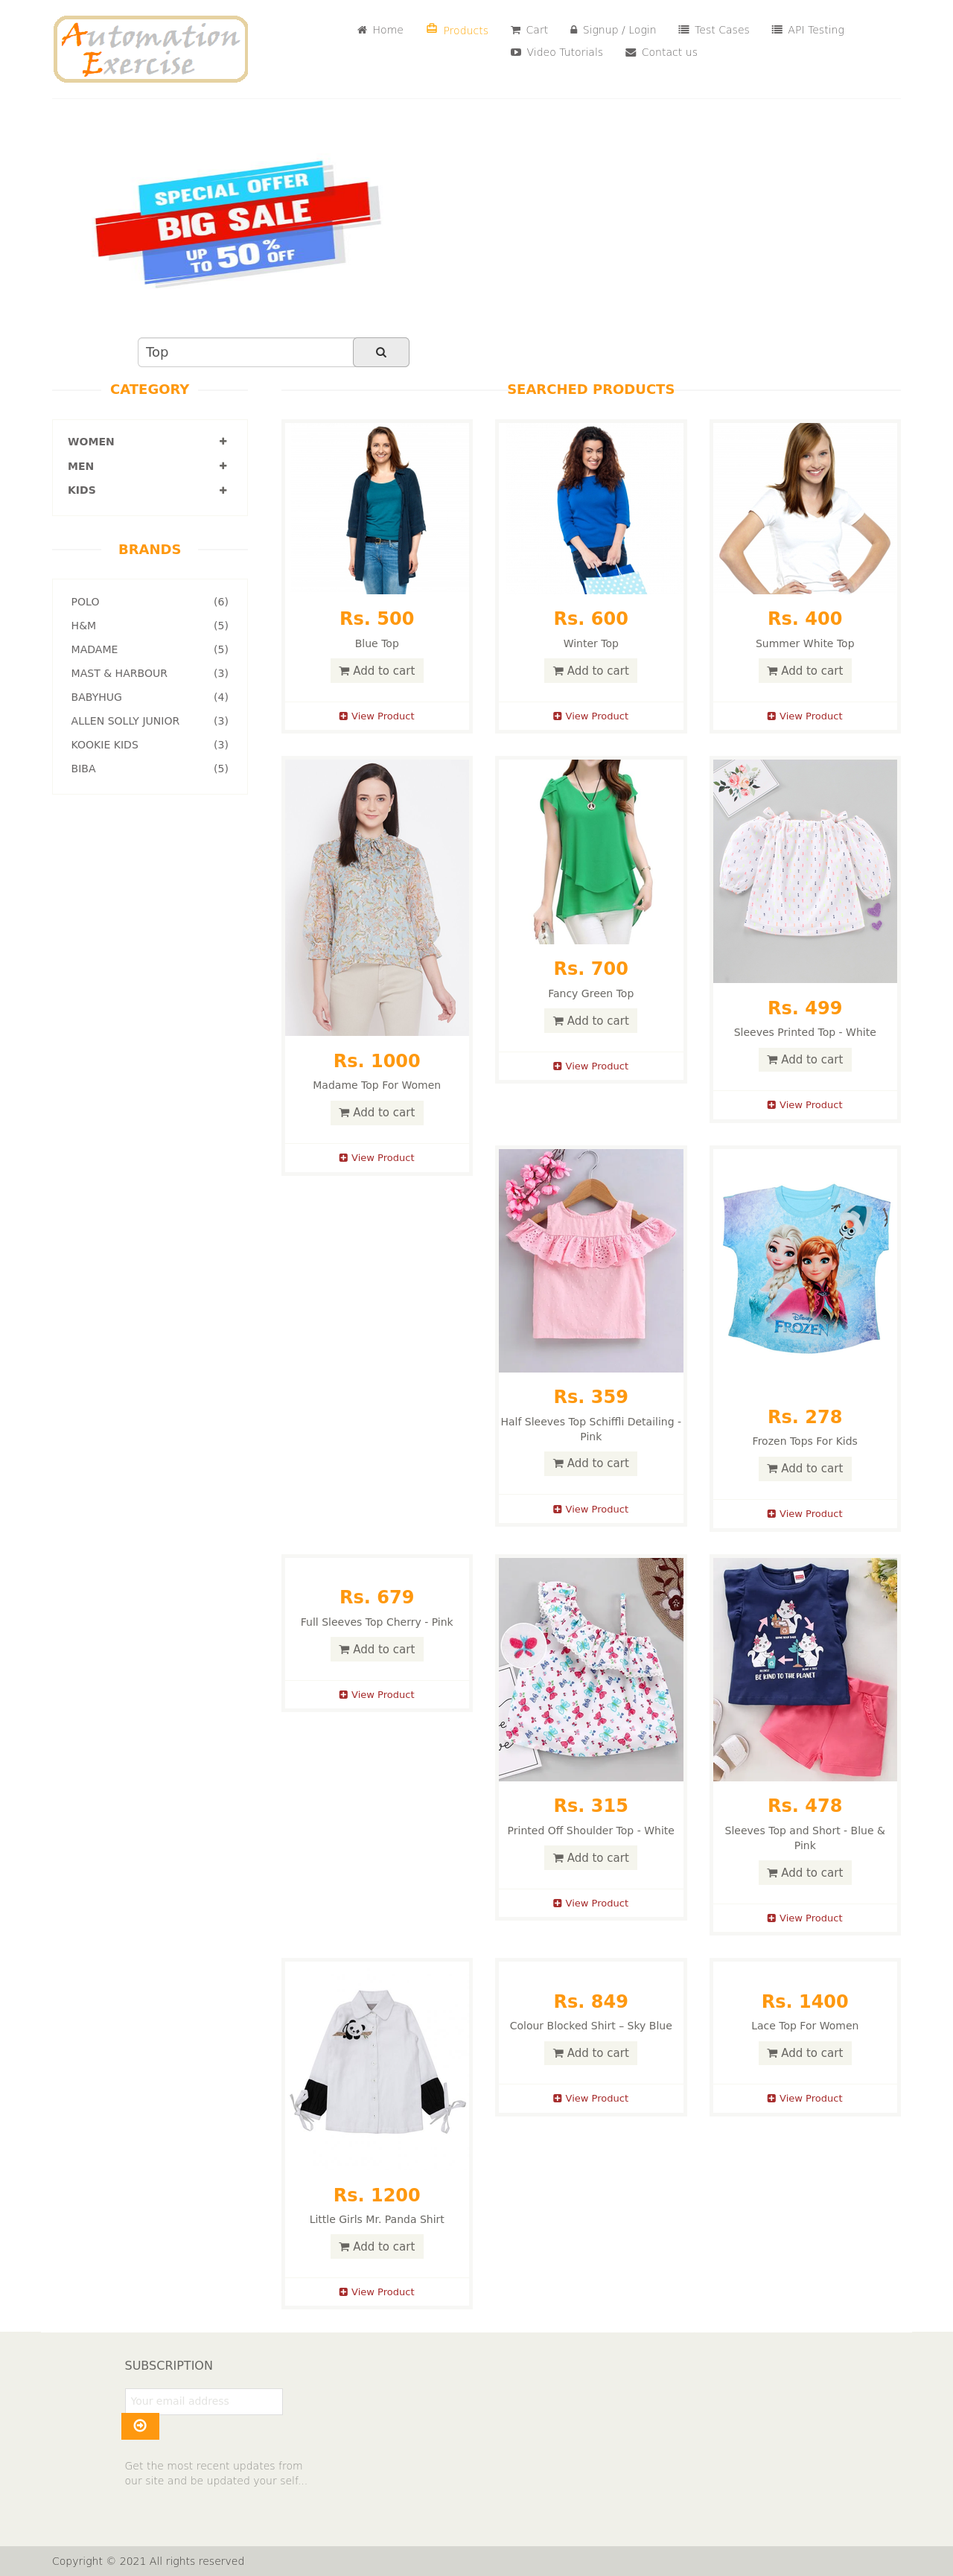 Automation
Exercise
Home
Products
Cart
Signup / Login
Test Cases
API Testing
Video Tutorials
Contact us
SPECIAL OFFER
BIG SALE
UP TO 50% OFF
Top
CATEGORY
WOMEN
MEN
KIDS
BRANDS
POLO (6)
H&M (5)
MADAME (5)
MAST & HARBOUR (3)
BABYHUG (4)
ALLEN SOLLY JUNIOR (3)
KOOKIE KIDS (3)
BIBA (5)
SEARCHED PRODUCTS
Rs. 500
Blue Top
Add to cart
View Product
Rs. 600
Winter Top
Add to cart
View Product
Rs. 400
Summer White Top
Add to cart
View Product
Rs. 1000
Madame Top For Women
Add to cart
View Product
Rs. 700
Fancy Green Top
Add to cart
View Product
Rs. 499
Sleeves Printed Top - White
Add to cart
View Product
Rs. 359
Half Sleeves Top Schiffli Detailing -
Pink
Add to cart
View Product
Disney
FROZEN
Rs. 278
Frozen Tops For Kids
Add to cart
View Product
Rs. 679
Full Sleeves Top Cherry - Pink
Add to cart
View Product
Rs. 315
Printed Off Shoulder Top - White
Add to cart
View Product
BE KIND TO THE PLANET
Rs. 478
Sleeves Top and Short - Blue &
Pink
Add to cart
View Product
Rs. 1200
Little Girls Mr. Panda Shirt
Add to cart
View Product
Rs. 849
Colour Blocked Shirt – Sky Blue
Add to cart
View Product
Rs. 1400
Lace Top For Women
Add to cart
View Product
SUBSCRIPTION
Your email address
Get the most recent updates from
our site and be updated your self...
Copyright © 2021 All rights reserved